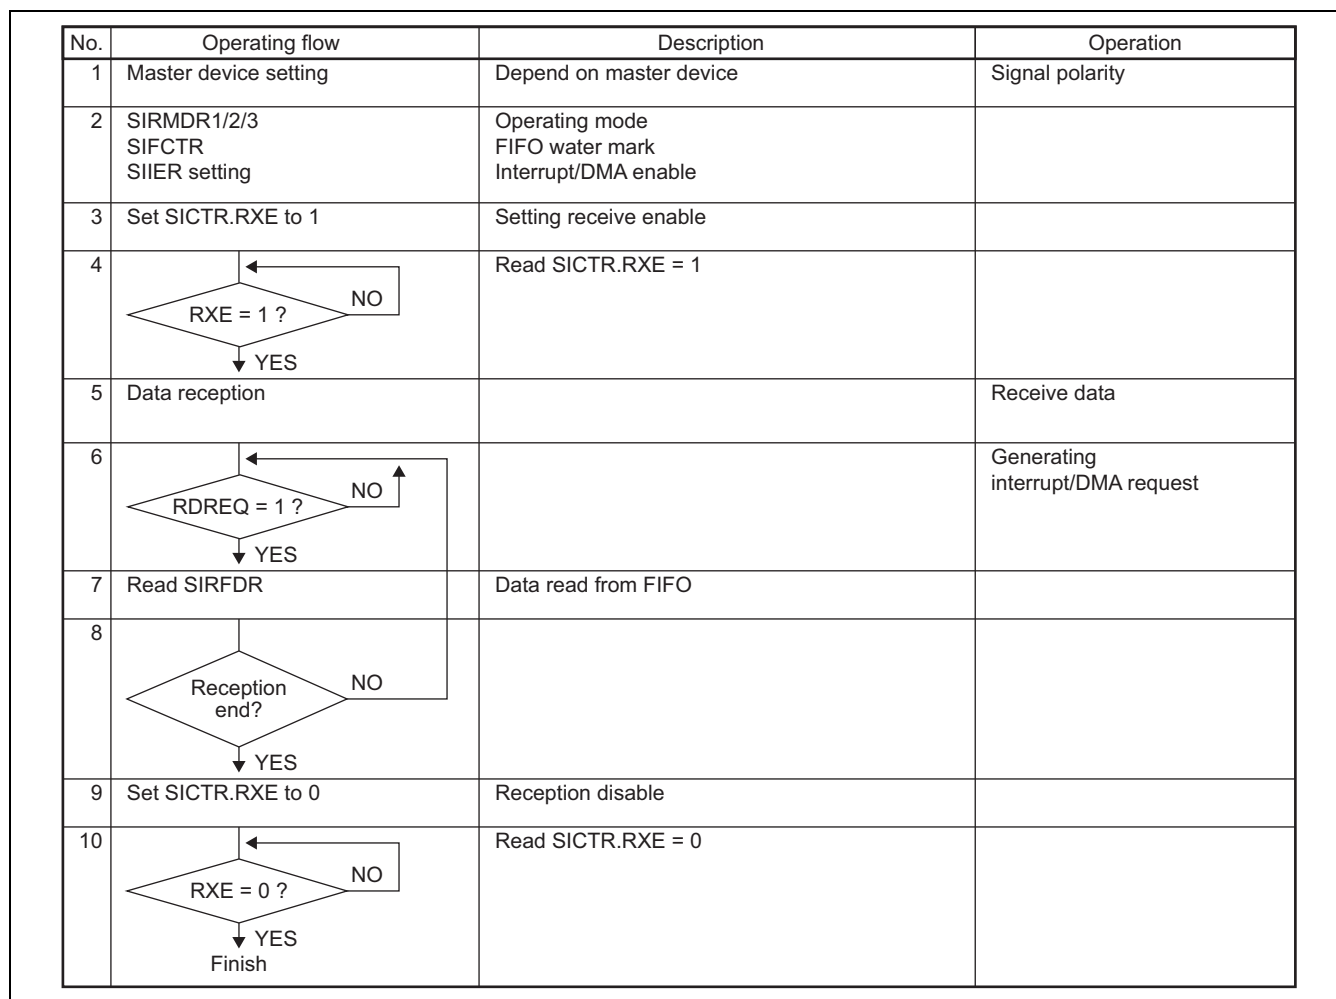 No. Operating flow Description Operation
1 Master device setting Depend on master device Signal polarity
2 SIRMDR1/2/3 Operating mode
SIFCTR FIFO water mark
SIIER setting Interrupt/DMA enable
3 Set SICTR.RXE to 1 Setting receive enable
4 Read SICTR.RXE = 1
NO
RXE = 1 ?
YES
5 Data reception Receive data
6 Generating
interrupt/DMA request
NO
RDREQ = 1 ?
YES
7 Read SIRFDR Data read from FIFO
8
NO
Reception
end?
YES
9 Set SICTR.RXE to 0 Reception disable
10 Read SICTR.RXE = 0
NO
RXE = 0 ?
YES
Finish